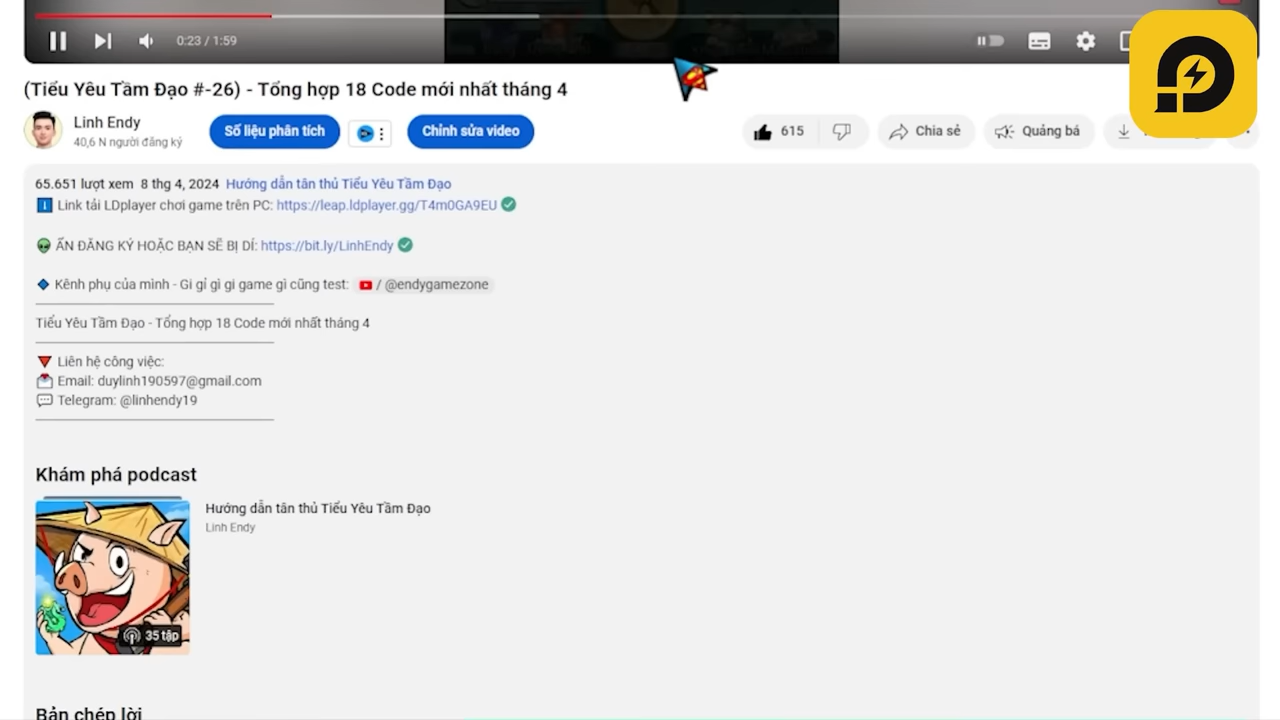 0:23 / 1:59
(Tiểu Yêu Tầm Đạo #-26) - Tổng hợp 18 Code mới nhất tháng 4
Linh Endy
40,6 N người đăng ký
Số liệu phân tích
Chỉnh sửa video
615
Chia sẻ
Quảng bá
65.651 lượt xem 8 thg 4, 2024 Hướng dẫn tân thủ Tiểu Yêu Tầm Đạo
Link tải LDplayer chơi game trên PC: https://leap.ldplayer.gg/T4m0GA9EU
ẤN ĐĂNG KÝ HOẶC BẠN SẼ BỊ DÍ: https://bit.ly/LinhEndy
Kênh phụ của mình - Gì gỉ gì gi game gì cũng test: / @endygamezone
Tiểu Yêu Tầm Đạo - Tổng hợp 18 Code mới nhất tháng 4
Liên hệ công việc:
Email: duylinh190597@gmail.com
Telegram: @linhendy19
Khám phá podcast
Hướng dẫn tân thủ Tiểu Yêu Tầm Đạo
Linh Endy
35 tập
Bản chép lời